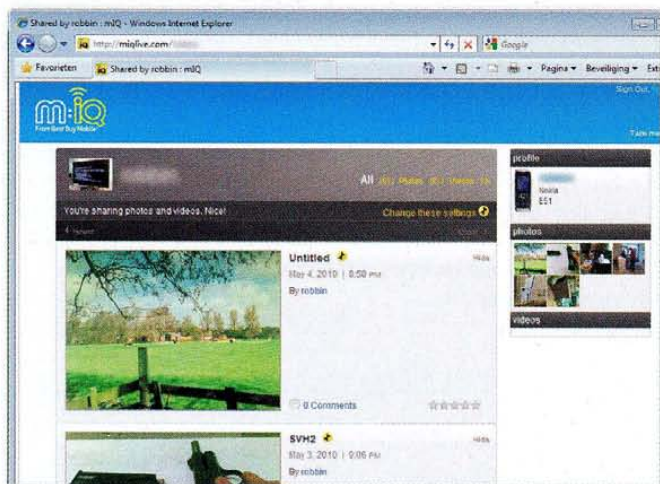 Shared by robbin : mIQ - Windows Internet Explorer
http://miqlive.com/
Google
Favorieten
Shared by robbin : mIQ
Pagina
Beveiliging
Sign Out
m:iQ
From Best Buy Mobile
All
profile
Nokia
E51
You're sharing photos and videos. Nice!
Change these settings
photos
Untitled
Hide
May 4, 2010 | 8:50 PM
By robbin
videos
0 Comments
SVH2
Hide
May 3, 2010 | 9:06 PM
By robbin